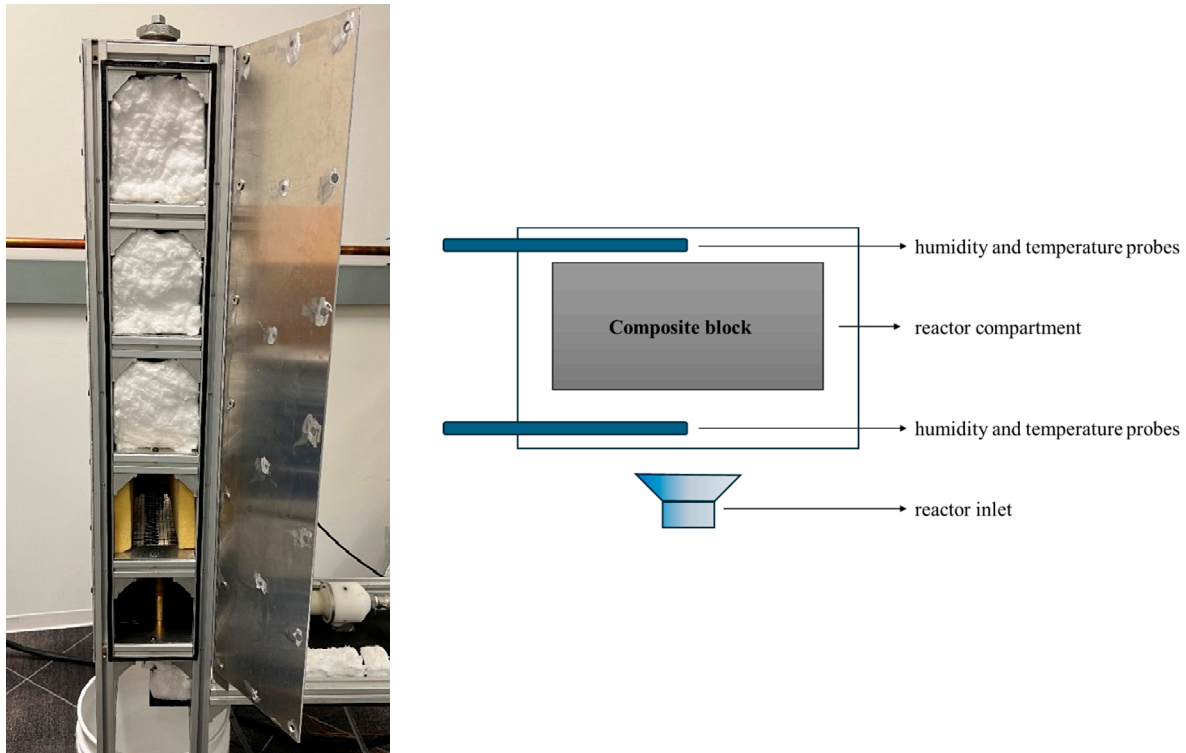 humidity and temperature probes
Composite block
reactor compartment
humidity and temperature probes
reactor inlet